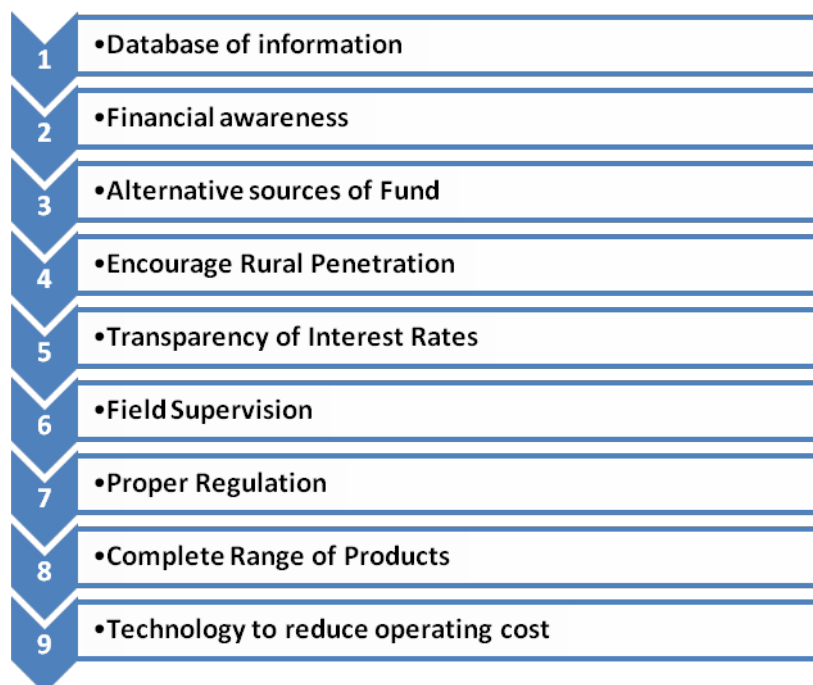 1 •Database of information
2 •Financial awareness
3 •Alternative sources of Fund
4 •Encourage Rural Penetration
5 •Transparency of Interest Rates
6 •Field Supervision
7 •Proper Regulation
8 •Complete Range of Products
9 •Technology to reduce operating cost